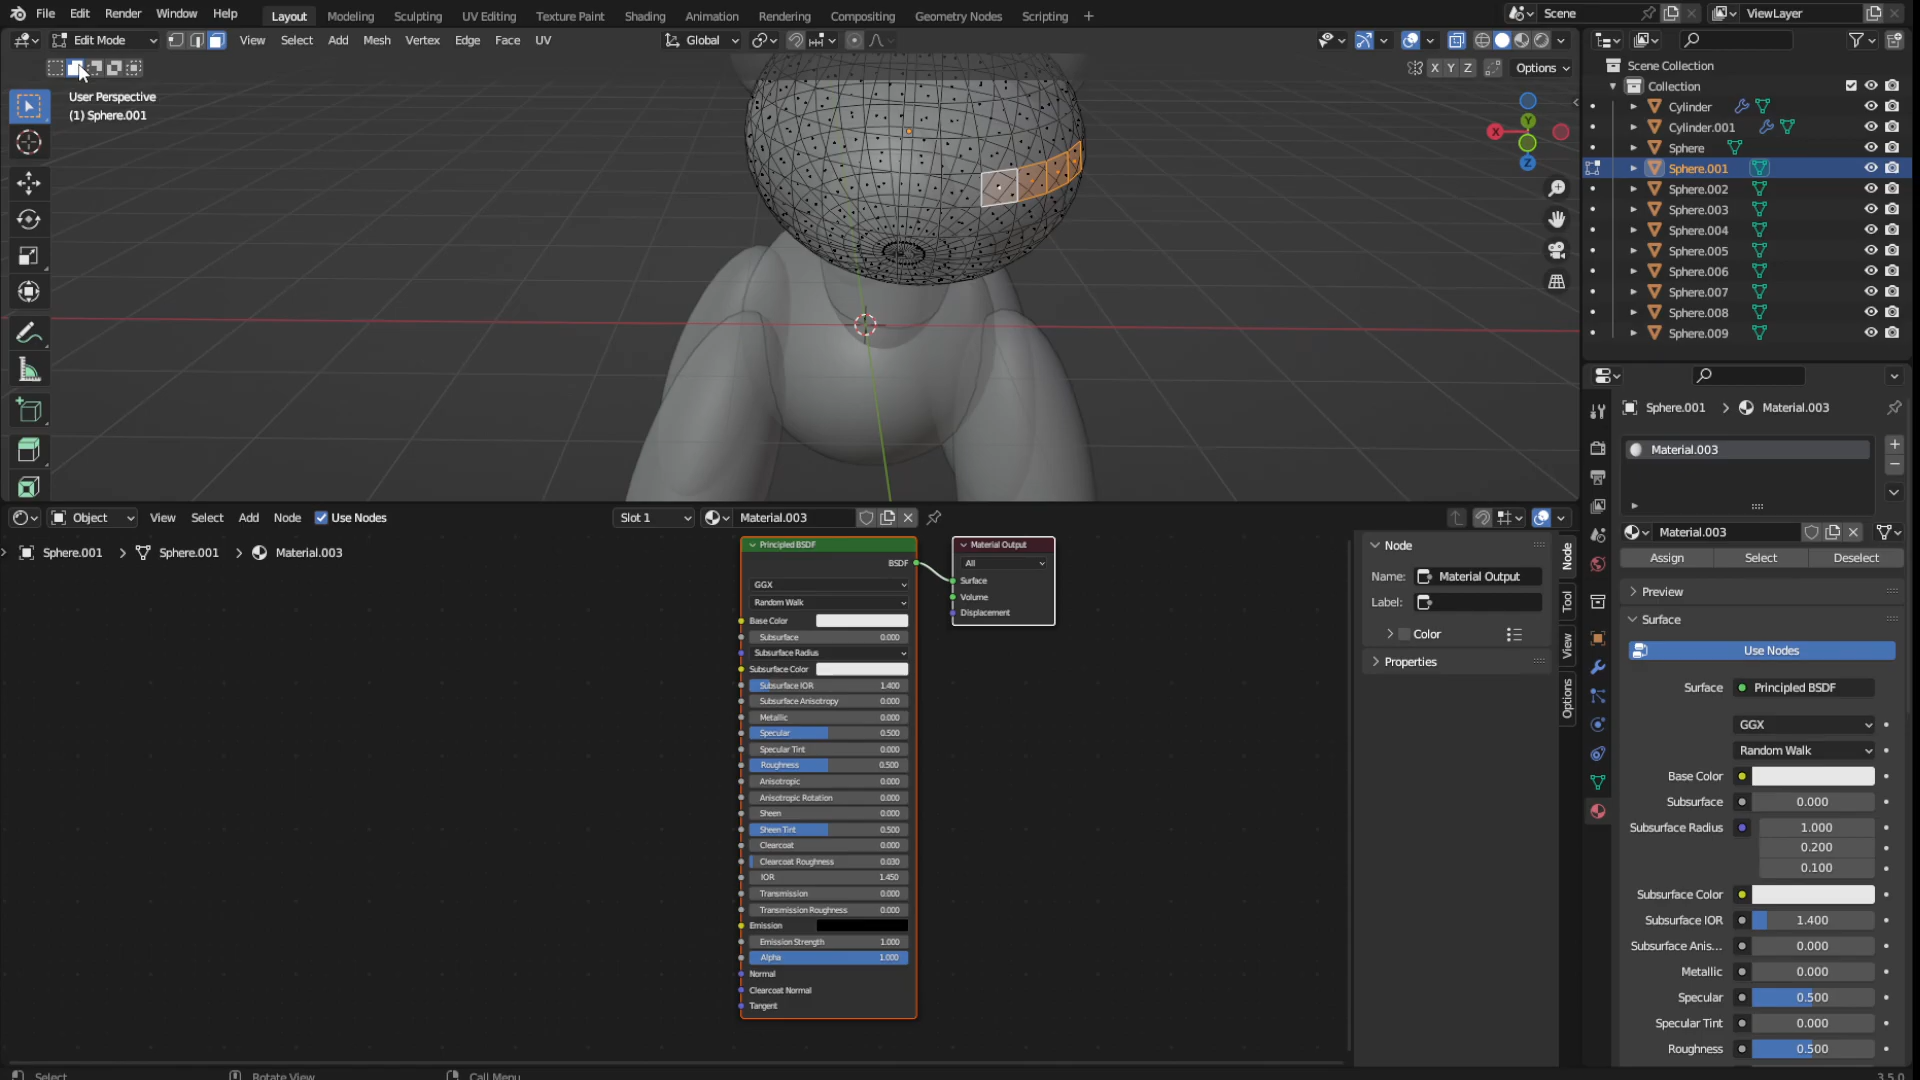 File Edit Render Window Help Layout Modeling Sculpting UV Editing Texture Paint Shading Animation Rendering Compositing Geometry Nodes Scripting + Scene ViewLayer
Edit Mode View Select Add Mesh Vertex Edge Face UV Global
X Y Z Options
User Perspective
(1) Sphere.001
X Y Z
Scene Collection
Collection
Cylinder
Cylinder.001
Sphere
Sphere.001
Sphere.002
Sphere.003
Sphere.004
Sphere.005
Sphere.006
Sphere.007
Sphere.008
Sphere.009
Object View Select Node Use Nodes Slot 1 Material.003
Sphere.001 > Sphere.001 > Material.003
Principled BSDF
BSDF
GGX
Random Walk
Base Color
Subsurface 0.000
Subsurface Radius
Subsurface Color
Subsurface IOR 1.400
Subsurface Anisotropy 0.000
Metallic 0.000
Specular 0.500
Specular Tint 0.000
Roughness 0.500
Anisotropic 0.000
Anisotropic Rotation 0.000
Sheen 0.000
Sheen Tint 0.500
Clearcoat 0.000
Clearcoat Roughness 0.030
IOR 1.450
Transmission 0.000
Transmission Roughness 0.000
Emission
Emission Strength 1.000
Alpha 1.000
Normal
Clearcoat Normal
Tangent
Material Output
All
Surface
Volume
Displacement
Node
Name: Material Output
Label:
Color
Properties
Node
Tool
View
Options
Sphere.001 > Material.003
Material.003
Material.003
Assign Select Deselect
Preview
Surface
Use Nodes
Surface Principled BSDF
GGX
Random Walk
Base Color
Subsurface 0.000
Subsurface Radius 1.000
0.200
0.100
Subsurface Color
Subsurface IOR 1.400
Subsurface Anis... 0.000
Metallic 0.000
Specular 0.500
Specular Tint 0.000
Roughness 0.500
Select Rotate View Call Menu 3.5.0